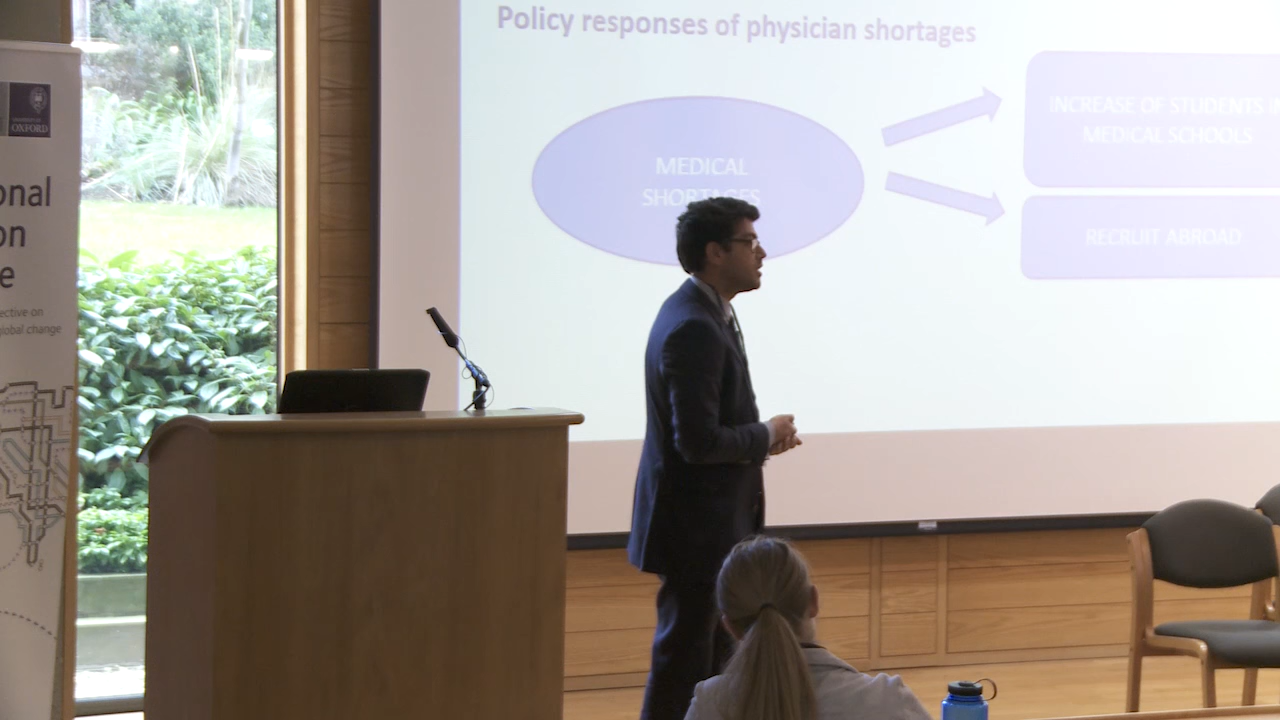 Policy responses of physician shortages
MEDICAL
SHORTAGES
INCREASE OF STUDENTS
MEDICAL SCHOOLS
RECRUIT ABROAD
OXFORD
onal
on
e
ective on
global change